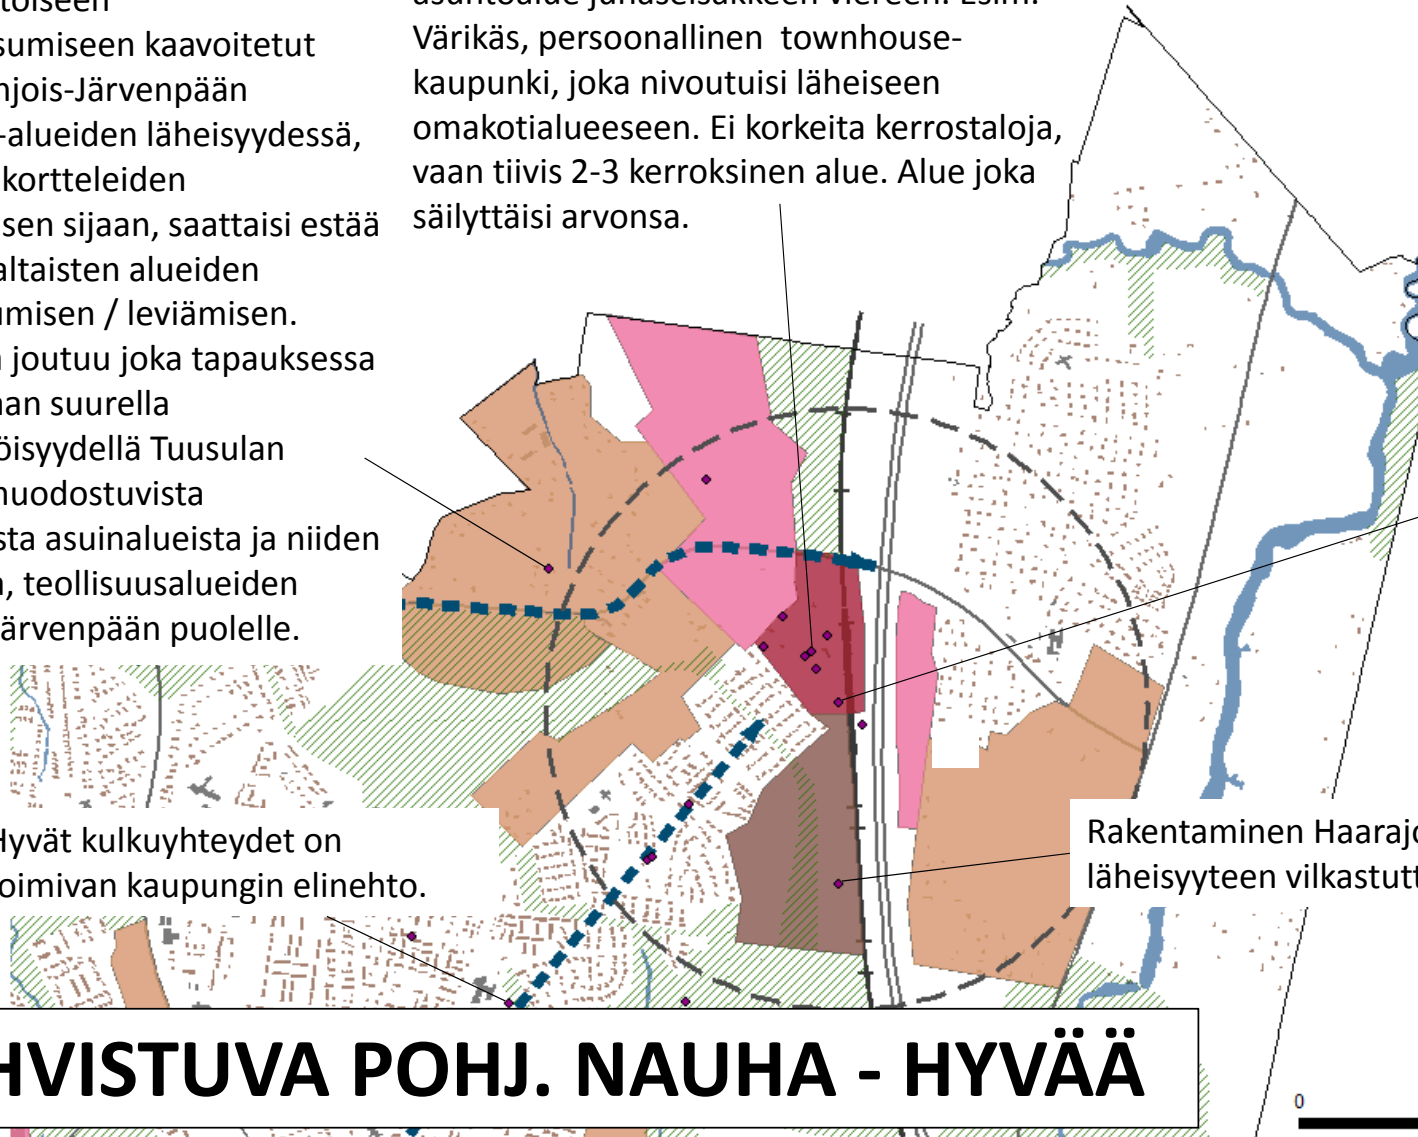 sumiseen kaavoitetut
njois-Järvenpään
-alueiden läheisyydessä,
kortteleiden
sen sijaan, saattaisi estää
altaisten alueiden
umisen / leviämisen.
joutuu joka tapauksessa
aan suurella
öisyydellä Tuusulan
nuodostuvista
sta asuinalueista ja niiden
, teollisuusalueiden
ärvenpään puolelle.
Värikäs, persoonallinen townhouse-
kaupunki, joka nivoutuisi läheiseen
omakotialueeseen. Ei korkeita kerrostaloja,
vaan tiivis 2-3 kerroksinen alue. Alue joka
säilyttäisi arvonsa.
Hyvät kulkuyhteydet on
oimivan kaupungin elinehto.
Rakentaminen Haarajo
läheisyyteen vilkastutt
HVISTUVA POHJ. NAUHA - HYVÄÄ
0